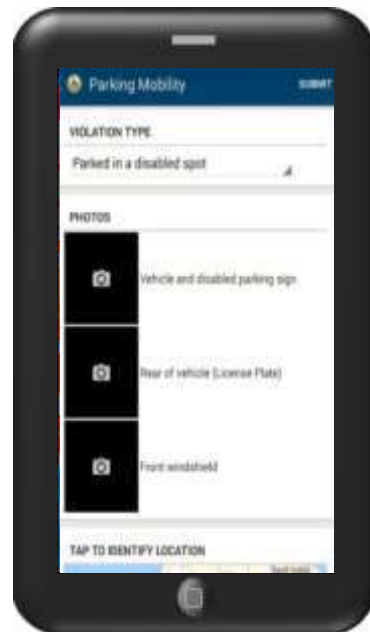 Parking Mobility
SUBMIT
VIOLATION TYPE
Parked in a disabled spot
PHOTOS
Vehicle and disabled parking sign
Rear of vehicle (License Plate)
Front windshield
TAP TO IDENTIFY LOCATION